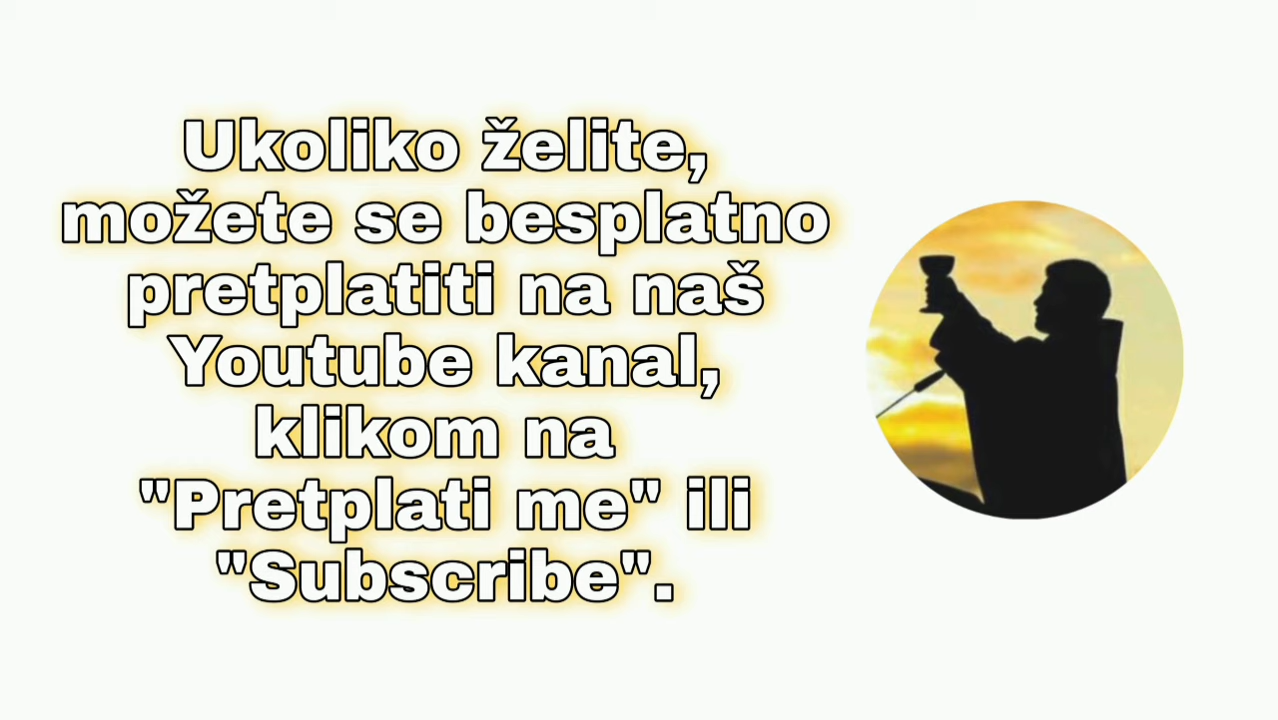 Ukoliko želite,
možete se besplatno
pretplatiti na naš
Youtube kanal,
klikom na
"Pretplati me" ili
"Subscribe".